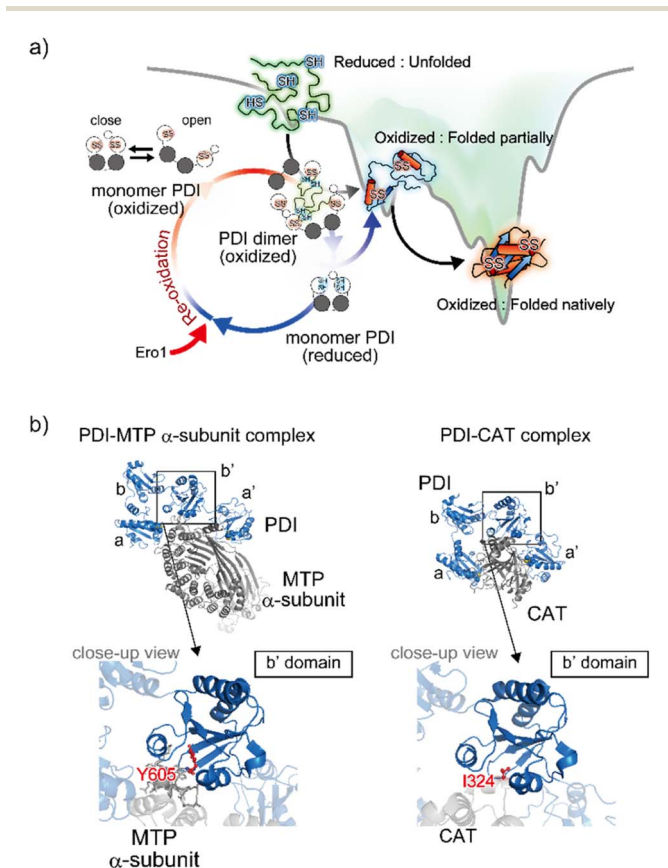 a)
SH
Reduced : Unfolded
SH
HS
SH
close
open
SS
SS
SS
SS
monomer PDI
(oxidized)
Oxidized : Folded partially
SS
SS
SS
SS
PDI dimer
(oxidized)
SS
SS
Oxidized : Folded natively
Re-oxidation
monomer PDI
(reduced)
Ero1
b)
PDI-MTP α-subunit complex
PDI-CAT complex
b'
b'
PDI
b
a'
b
PDI
a
a'
a
MTP
α-subunit
CAT
close-up view
b' domain
close-up view
b' domain
Y605
I324
MTP
α-subunit
CAT